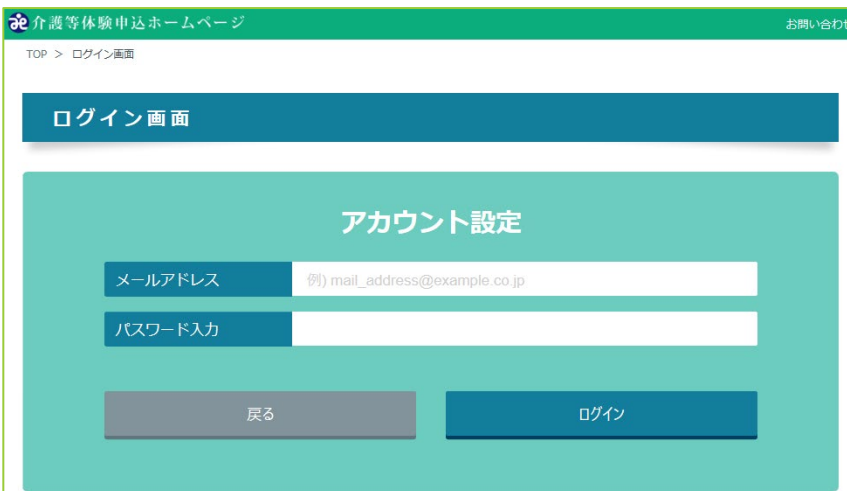 介護等体験申込ホームページ
お問い合わせ
TOP > ログイン画面
ログイン画面
アカウント設定
メールアドレス
例) mail_address@example.co.jp
パスワード入力
戻る
ログイン